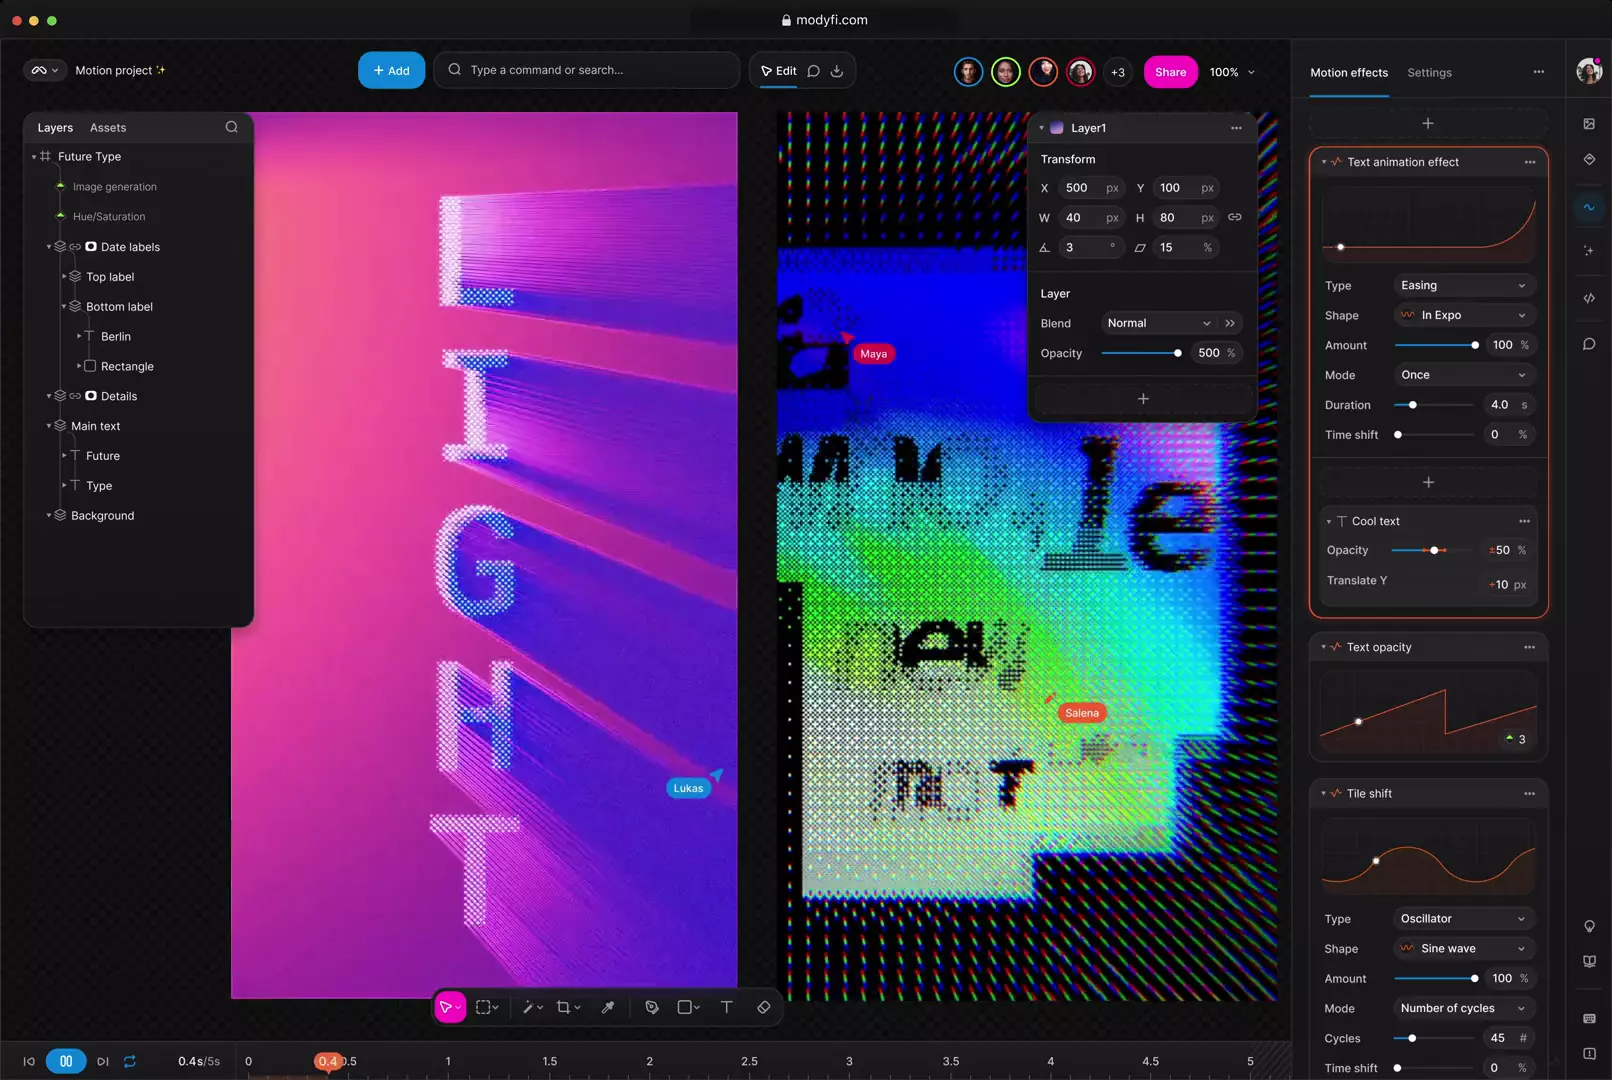 modyfi.com
Motion project✨
+ Add
Type a command or search...
Edit
+3
Share
100%
Motion effects
Settings
Layers
Assets
Future Type
Image generation
Hue/Saturation
Date labels
Top label
Bottom label
Berlin
Rectangle
Details
Main text
Future
Type
Background
LIGHT
Maya
Salena
Lukas
Layer1
Transform
X 500 px Y 100 px
W 40 px H 80 px
3 ° 15 %
Layer
Blend Normal
Opacity 500 %
Text animation effect
Type Easing
Shape In Expo
Amount 100 %
Mode Once
Duration 4.0 s
Time shift 0 %
Cool text
Opacity ±50 %
Translate Y +10 px
Text opacity
3
Tile shift
Type Oscillator
Shape Sine wave
Amount 100 %
Mode Number of cycles
Cycles 45 #
Time shift 0 %
0.4s/5s
0 0.4 0.5 1 1.5 2 2.5 3 3.5 4 4.5 5